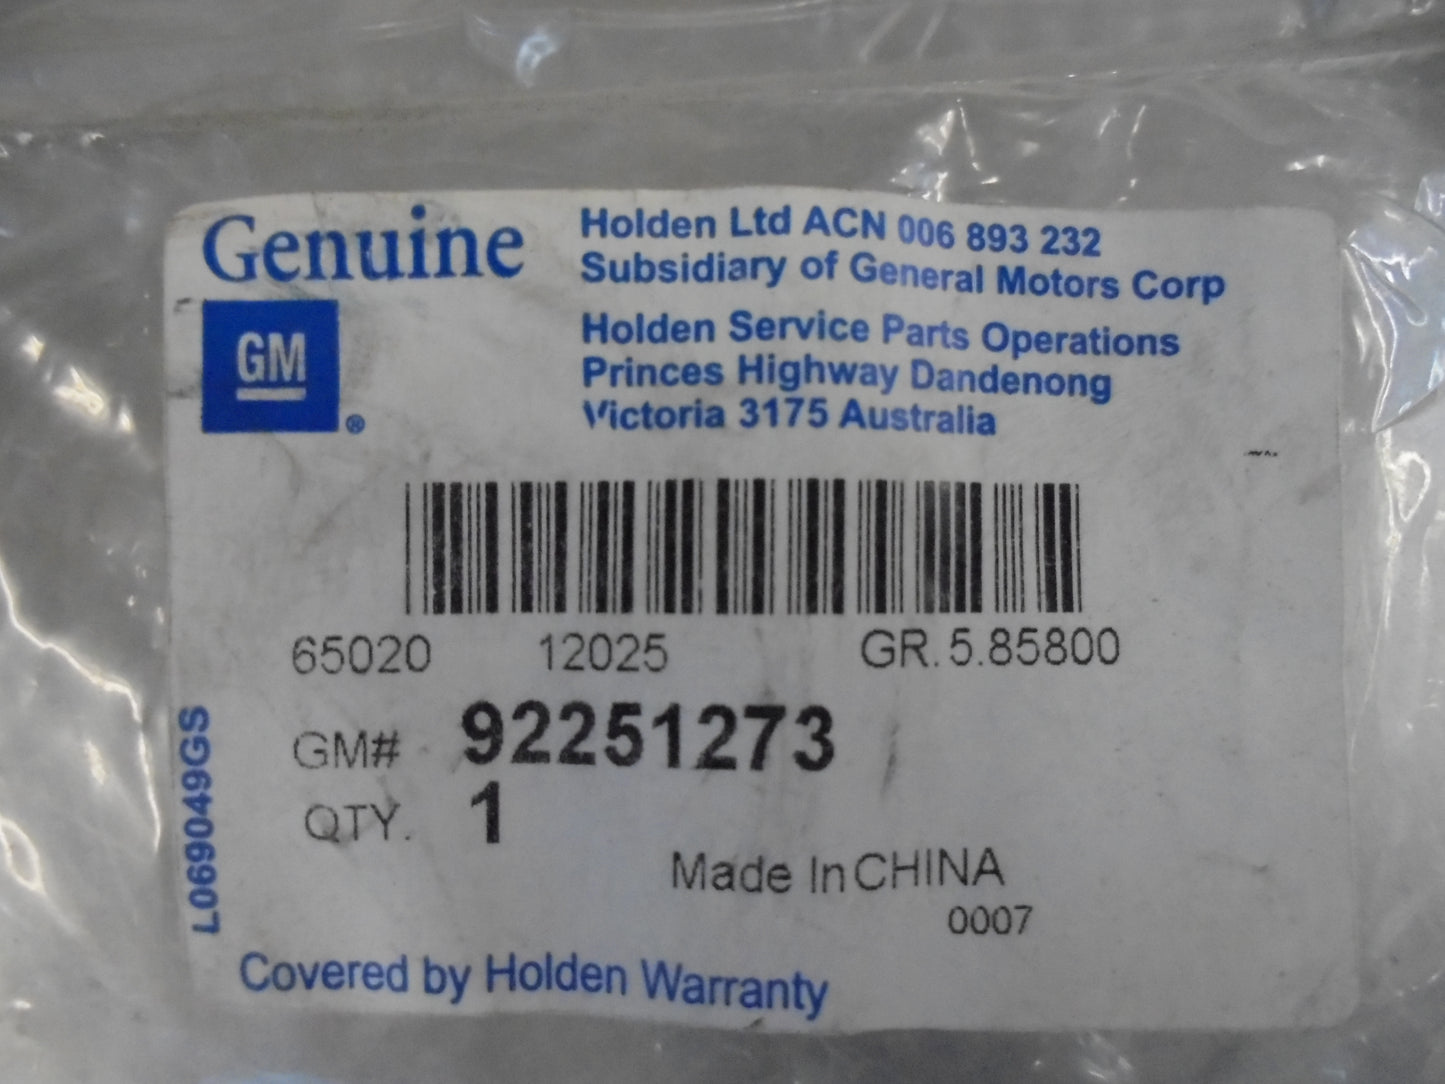 Genuine
GM
®
Holden Ltd ACN 006 893 232
Subsidiary of General Motors Corp
Holden Service Parts Operations
Princes Highway Dandenong
Victoria 3175 Australia
65020 12025 GR. 5.85800
GM# 92251273
QTY. 1
Made In CHINA
0007
L069049GS
Covered by Holden Warranty